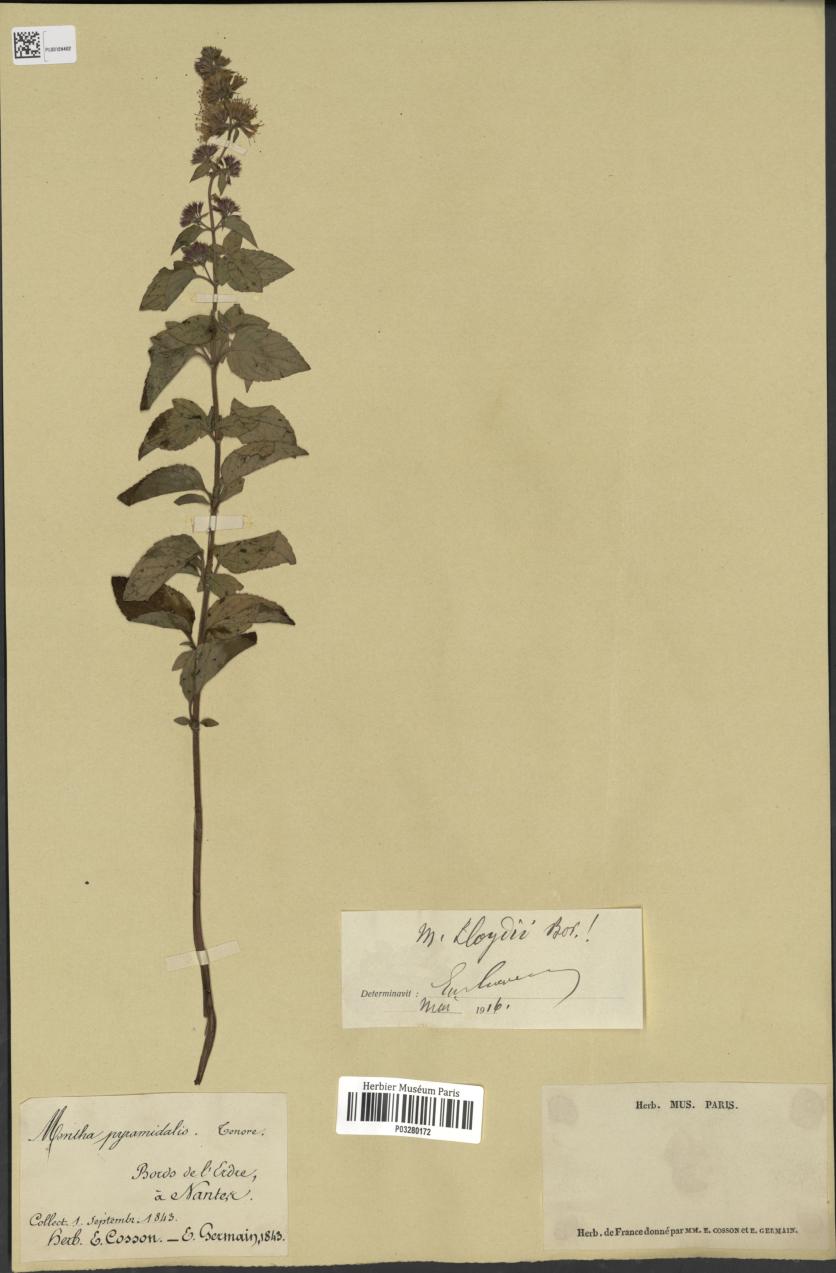 M. Lloydii Bor.!
Determinavit :
Mai 1916.
Herbier Muséum Paris
P03280172
Mentha pyramidalis. Tenore.
Bords de l'Erdre,
à Nantes.
Collect. 1. Septembr. 1843.
Herb. E. Cosson. — E. Germain, 1843.
Herb. MUS. PARIS.
Herb. de France donné par MM. E. COSSON et E. GERMAIN.